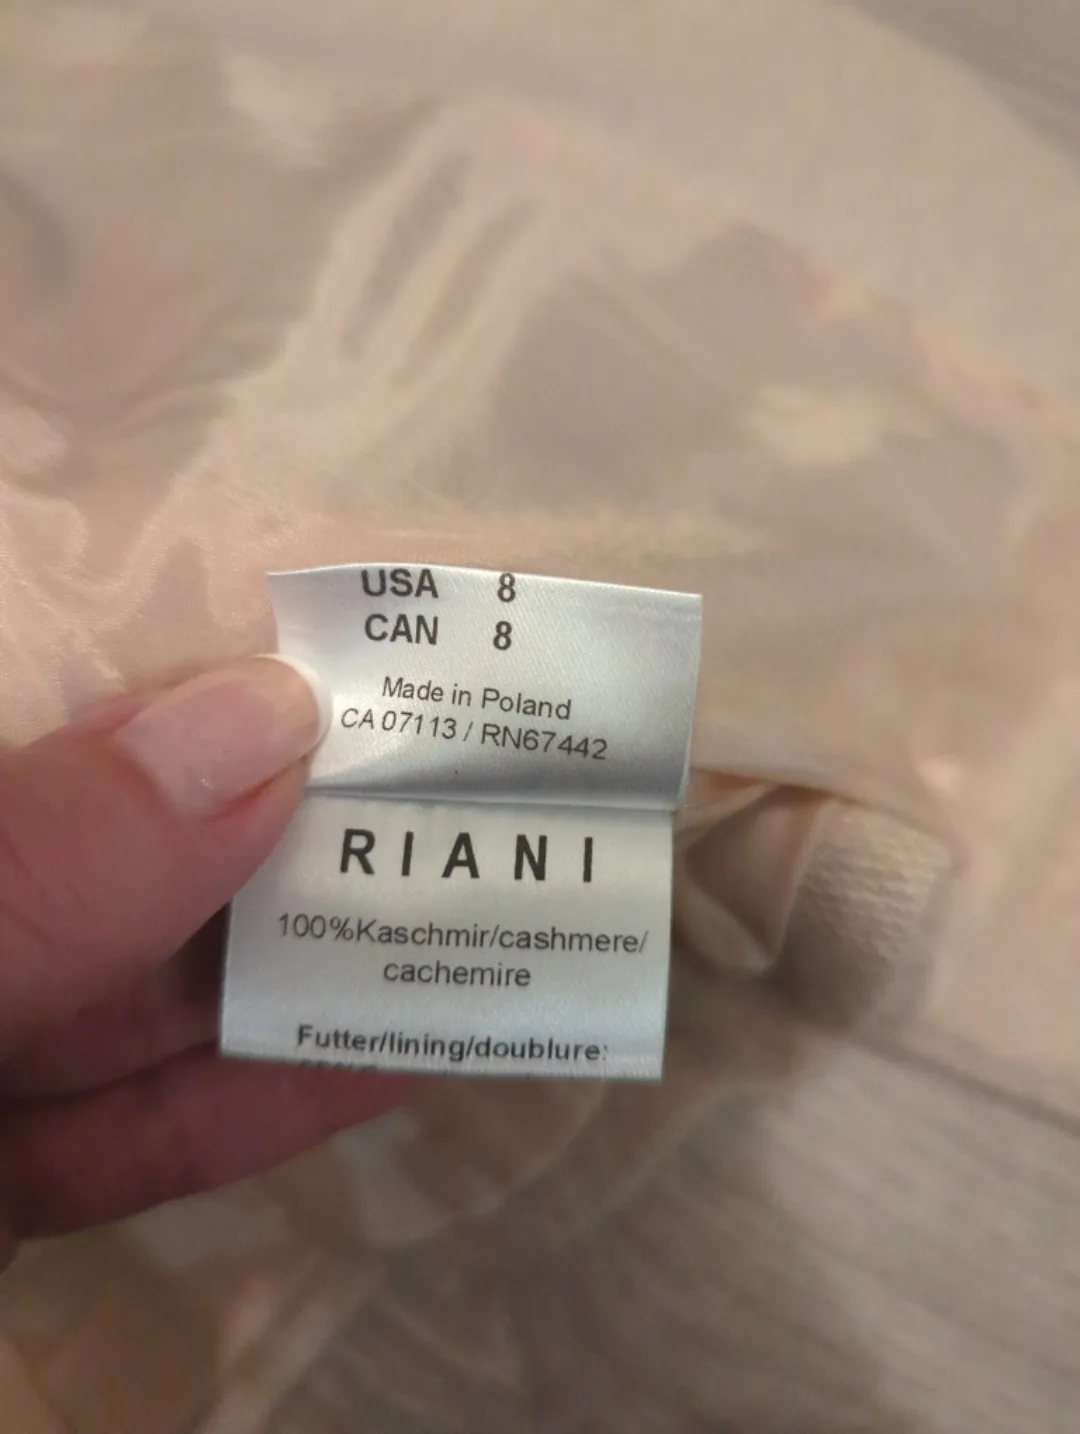 USA 8
CAN 8
Made in Poland
CA 07113 / RN67442
RIANI
100%Kaschmir/cashmere/
cachemire
Futter/lining/doublure: